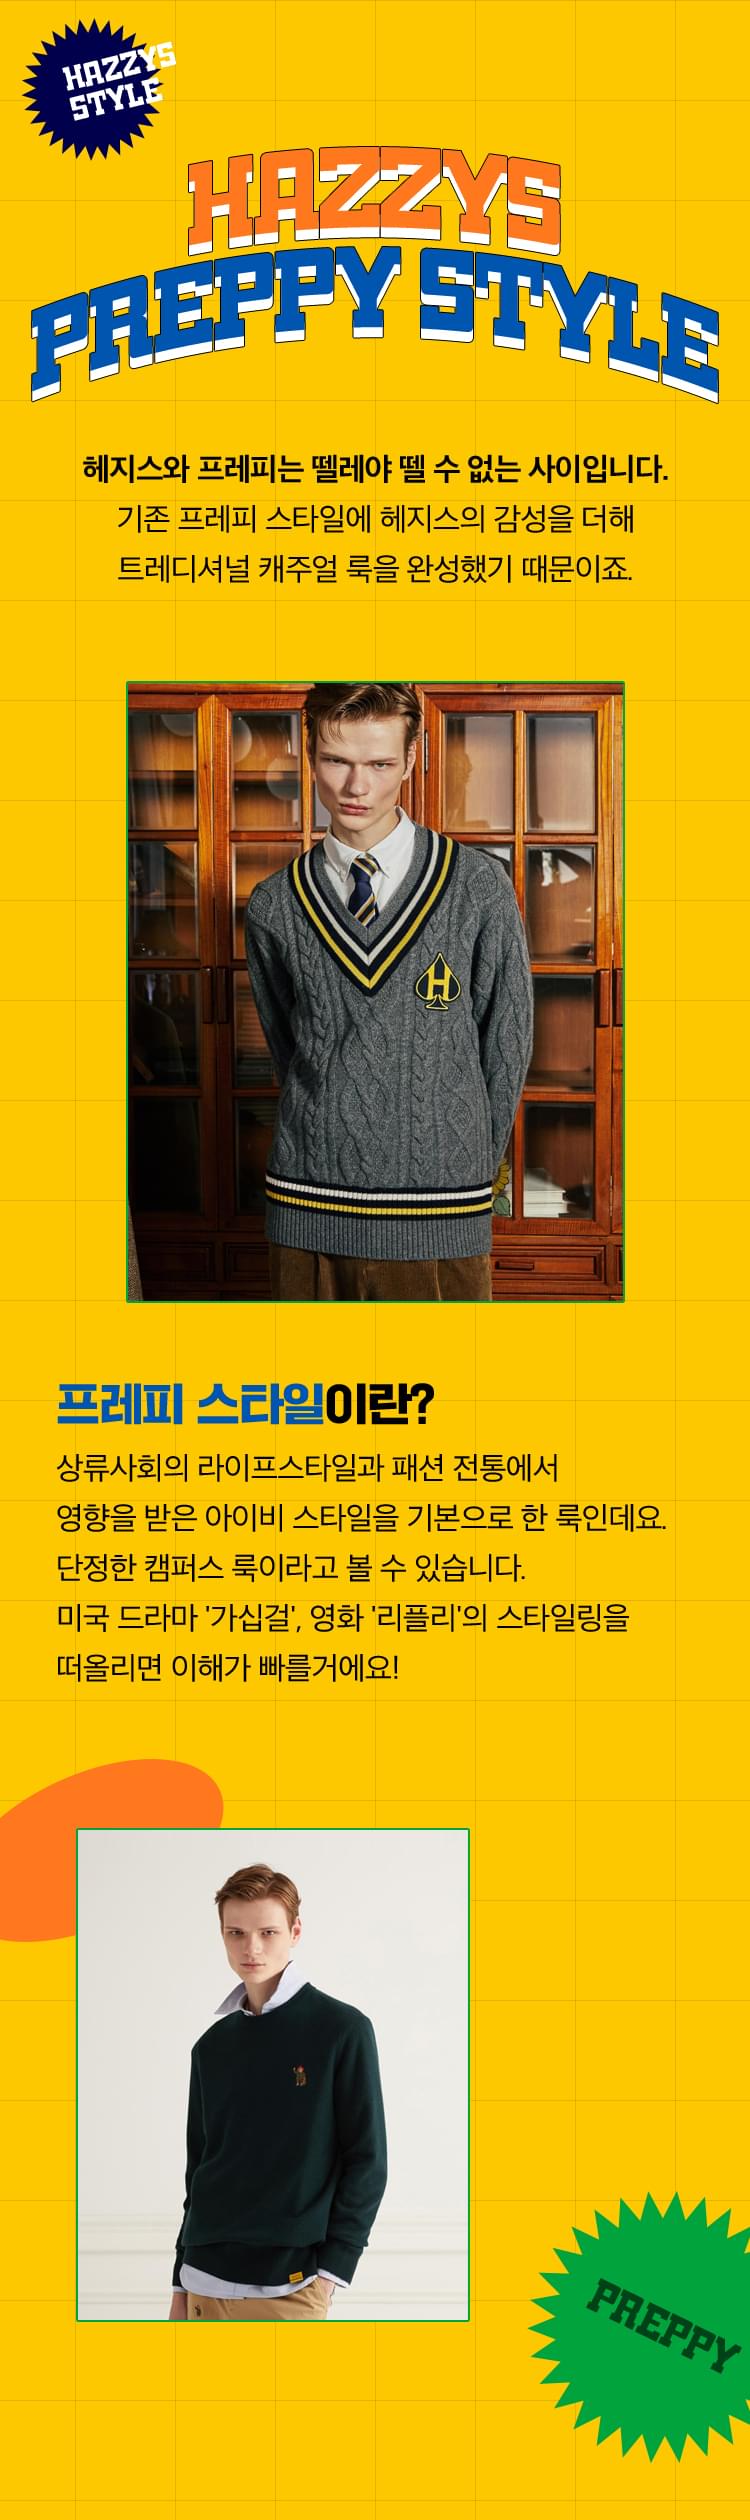 HAZZYS
STYLE
HAZZYS
PREPPY STYLE
헤지스와 프레피는 뗄레야 뗄 수 없는 사이입니다.
기존 프레피 스타일에 헤지스의 감성을 더해
트레디셔널 캐주얼 룩을 완성했기 때문이죠.
H
프레피 스타일이란?
상류사회의 라이프스타일과 패션 전통에서
영향을 받은 아이비 스타일을 기본으로 한 룩인데요.
단정한 캠퍼스 룩이라고 볼 수 있습니다.
미국 드라마 '가십걸', 영화 '리플리'의 스타일링을
떠올리면 이해가 빠를거에요!
PREPPY